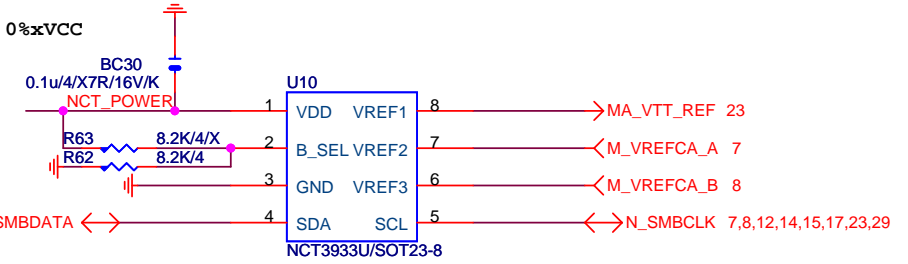 0%xVCC
BC30
0.1u/4/X7R/16V/K
NCT_POWER
U10
1 VDD VREF1 8 MA_VTT_REF 23
R63 8.2K/4/X
2 B_SEL VREF2 7 M_VREFCA_A 7
R62 8.2K/4
3 GND VREF3 6 M_VREFCA_B 8
SMBDATA 4 SDA SCL 5 N_SMBCLK 7,8,12,14,15,17,23,29
NCT3933U/SOT23-8